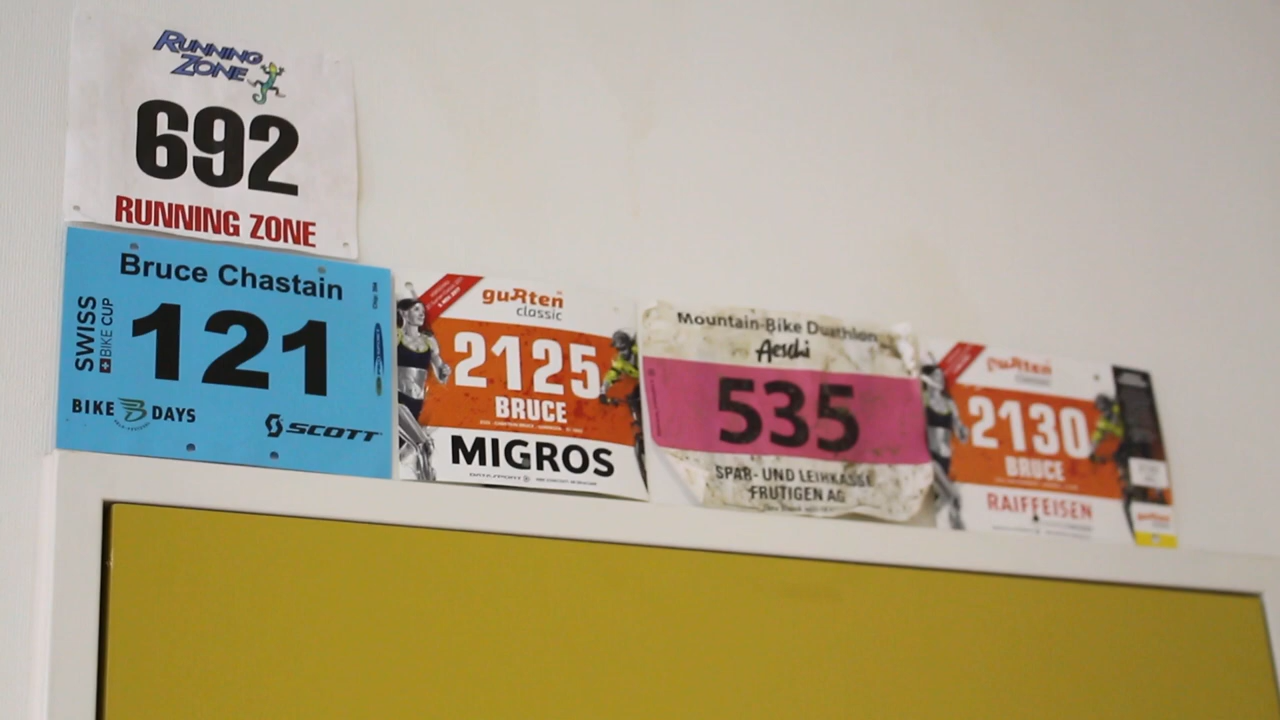 RUNNING
ZONE
692
RUNNING ZONE
Bruce Chastain
SWISS
BIKE CUP
121
BIKE DAYS
SCOTT
guRten
classic
2125
BRUCE
MIGROS
DATASPORT
Mountain-Bike Duathlon
Aeschi
535
SPAR- UND LEIHKASSE
FRUTIGEN AG
guRten
classic
2130
BRUCE
RAIFFEISEN